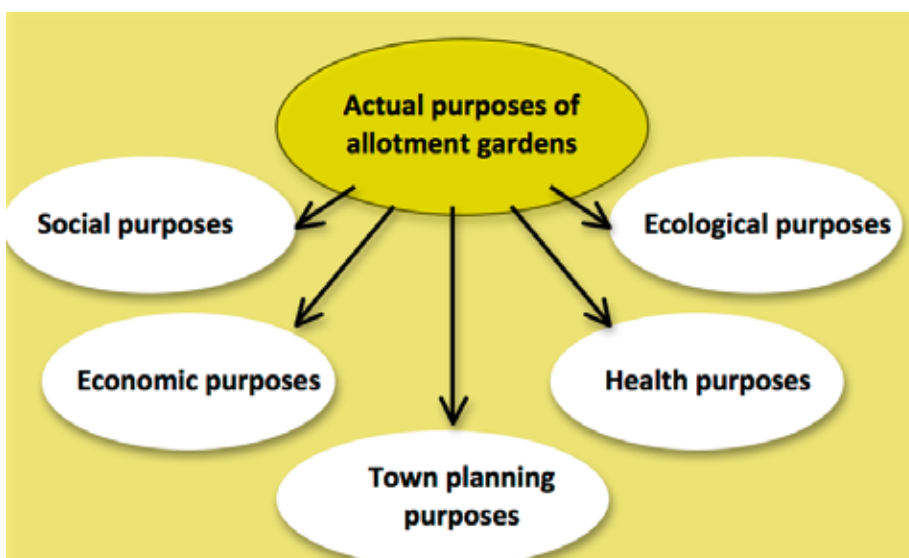 Actual purposes of
allotment gardens
Social purposes
Ecological purposes
Economic purposes
Health purposes
Town planning
purposes